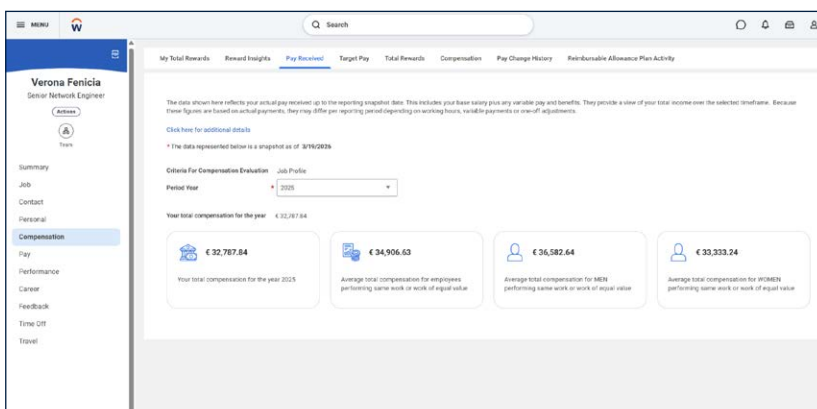 MENU
Search
Verona Fenicia
Senior Network Engineer
Actions
Team
Summary
Job
Contact
Personal
Compensation
Pay
Performance
Career
Feedback
Time Off
Travel
My Total Rewards Reward Insights Pay Received Target Pay Total Rewards Compensation Pay Change History Reimbursable Allowance Plan Activity
The data shown here reflects your actual pay received up to the reporting snapshot date. This includes your base salary plus any variable pay and benefits. They provide a view of your total income over the selected timeframe. Because
these figures are based on actual payments, they may differ per reporting period depending on working hours, variable payments or one-off adjustments.
Click here for additional details
* The data represented below is a snapshot as of 3/19/2026
Criteria For Compensation Evaluation Job Profile
Period Year * 2025
Your total compensation for the year € 32,787.84
€ 32,787.84
Your total compensation for the year 2025
€ 34,906.63
Average total compensation for employees
performing same work or work of equal value
€ 36,582.64
Average total compensation for MEN
performing same work or work of equal value
€ 33,333.24
Average total compensation for WOMEN
performing same work or work of equal value